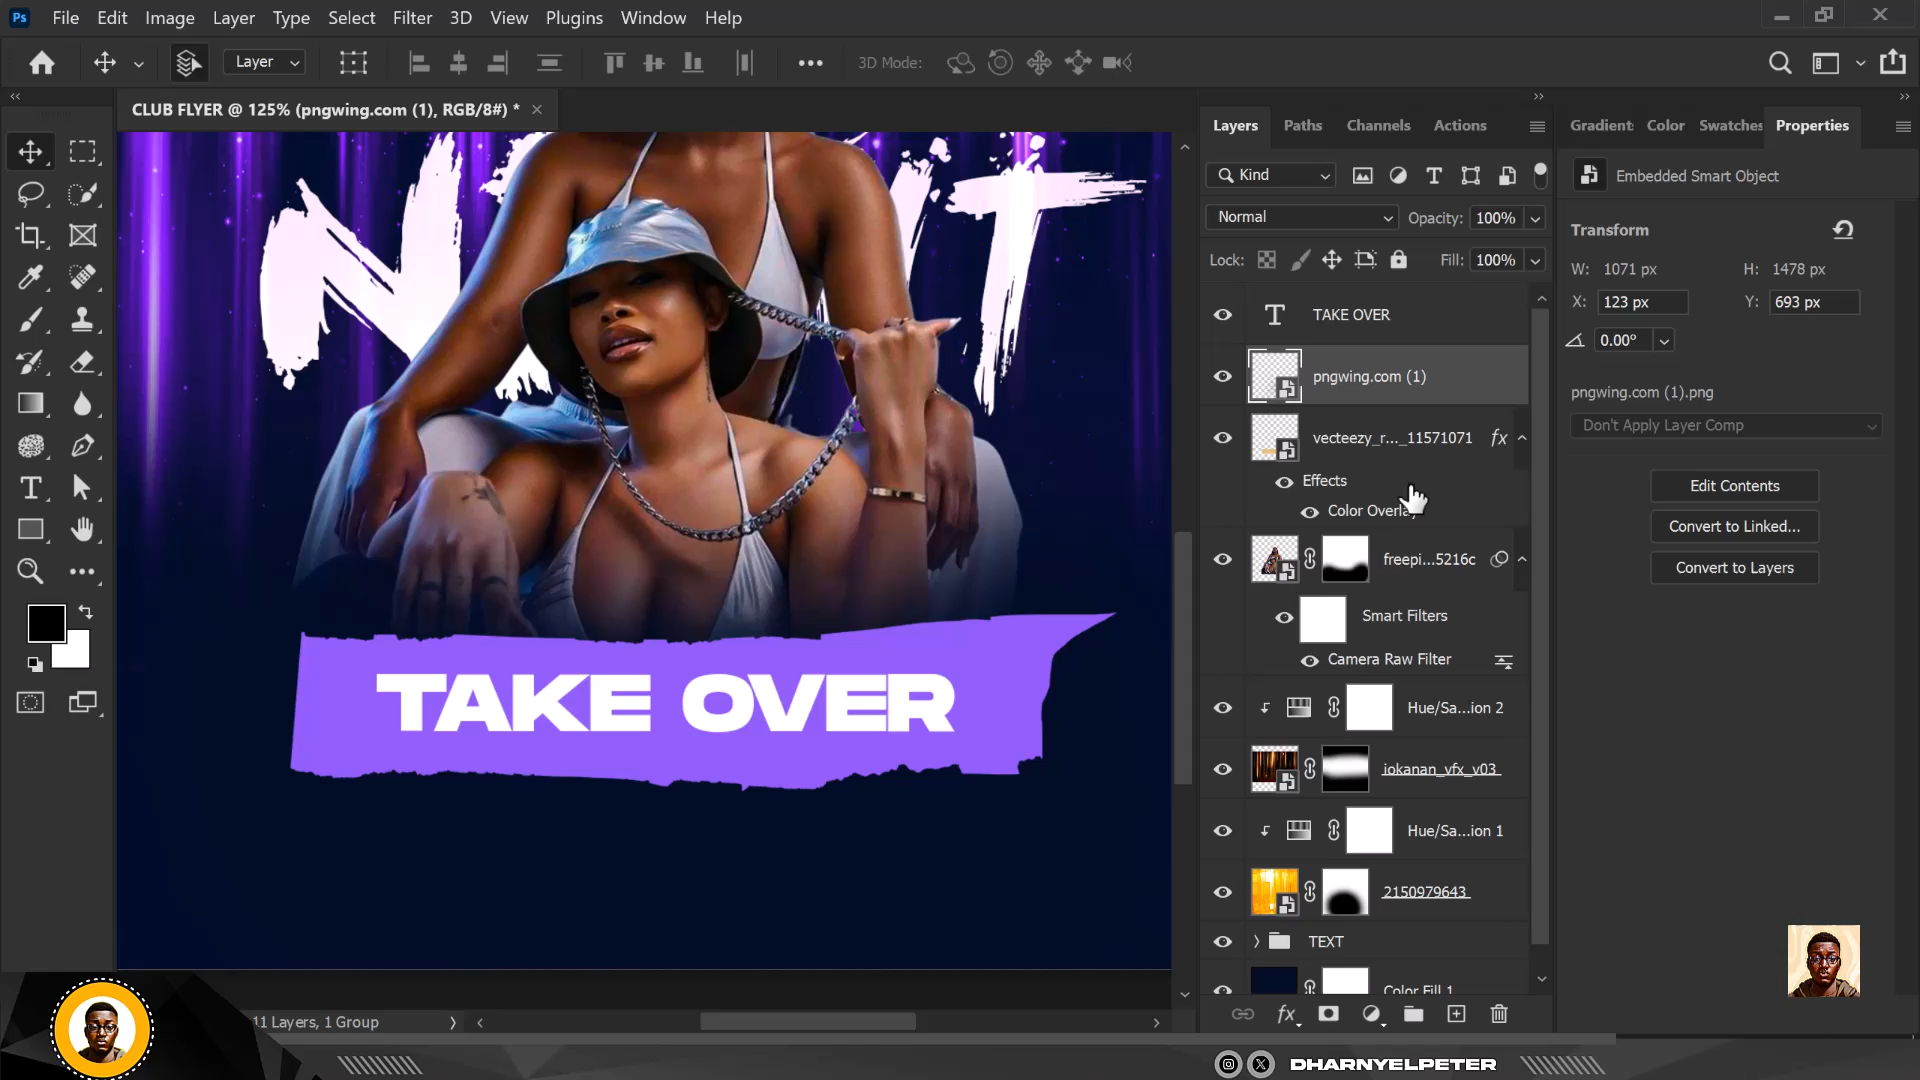 Ps File Edit Image Layer Type Select Filter 3D View Plugins Window Help
Layer 3D Mode:
CLUB FLYER @ 125% (pngwing.com (1), RGB/8#) *
Layers Paths Channels Actions
Gradient Color Swatches Properties
Kind
Embedded Smart Object
Normal Opacity: 100%
Transform
Lock: Fill: 100%
W: 1071 px H: 1478 px
X: 123 px Y: 693 px
0.00°
TAKE OVER
pngwing.com (1)
pngwing.com (1).png
Don't Apply Layer Comp
vecteezy_r..._11571071 fx
Effects
Color Overlay
Edit Contents
Convert to Linked...
Convert to Layers
freepi...5216c
Smart Filters
Camera Raw Filter
Hue/Sa...ion 2
iokanan_vfx_v03
Hue/Sa...ion 1
2150979643
TEXT
Color Fill 1
TAKE OVER
11 Layers, 1 Group
fx
DHARNYELPETER